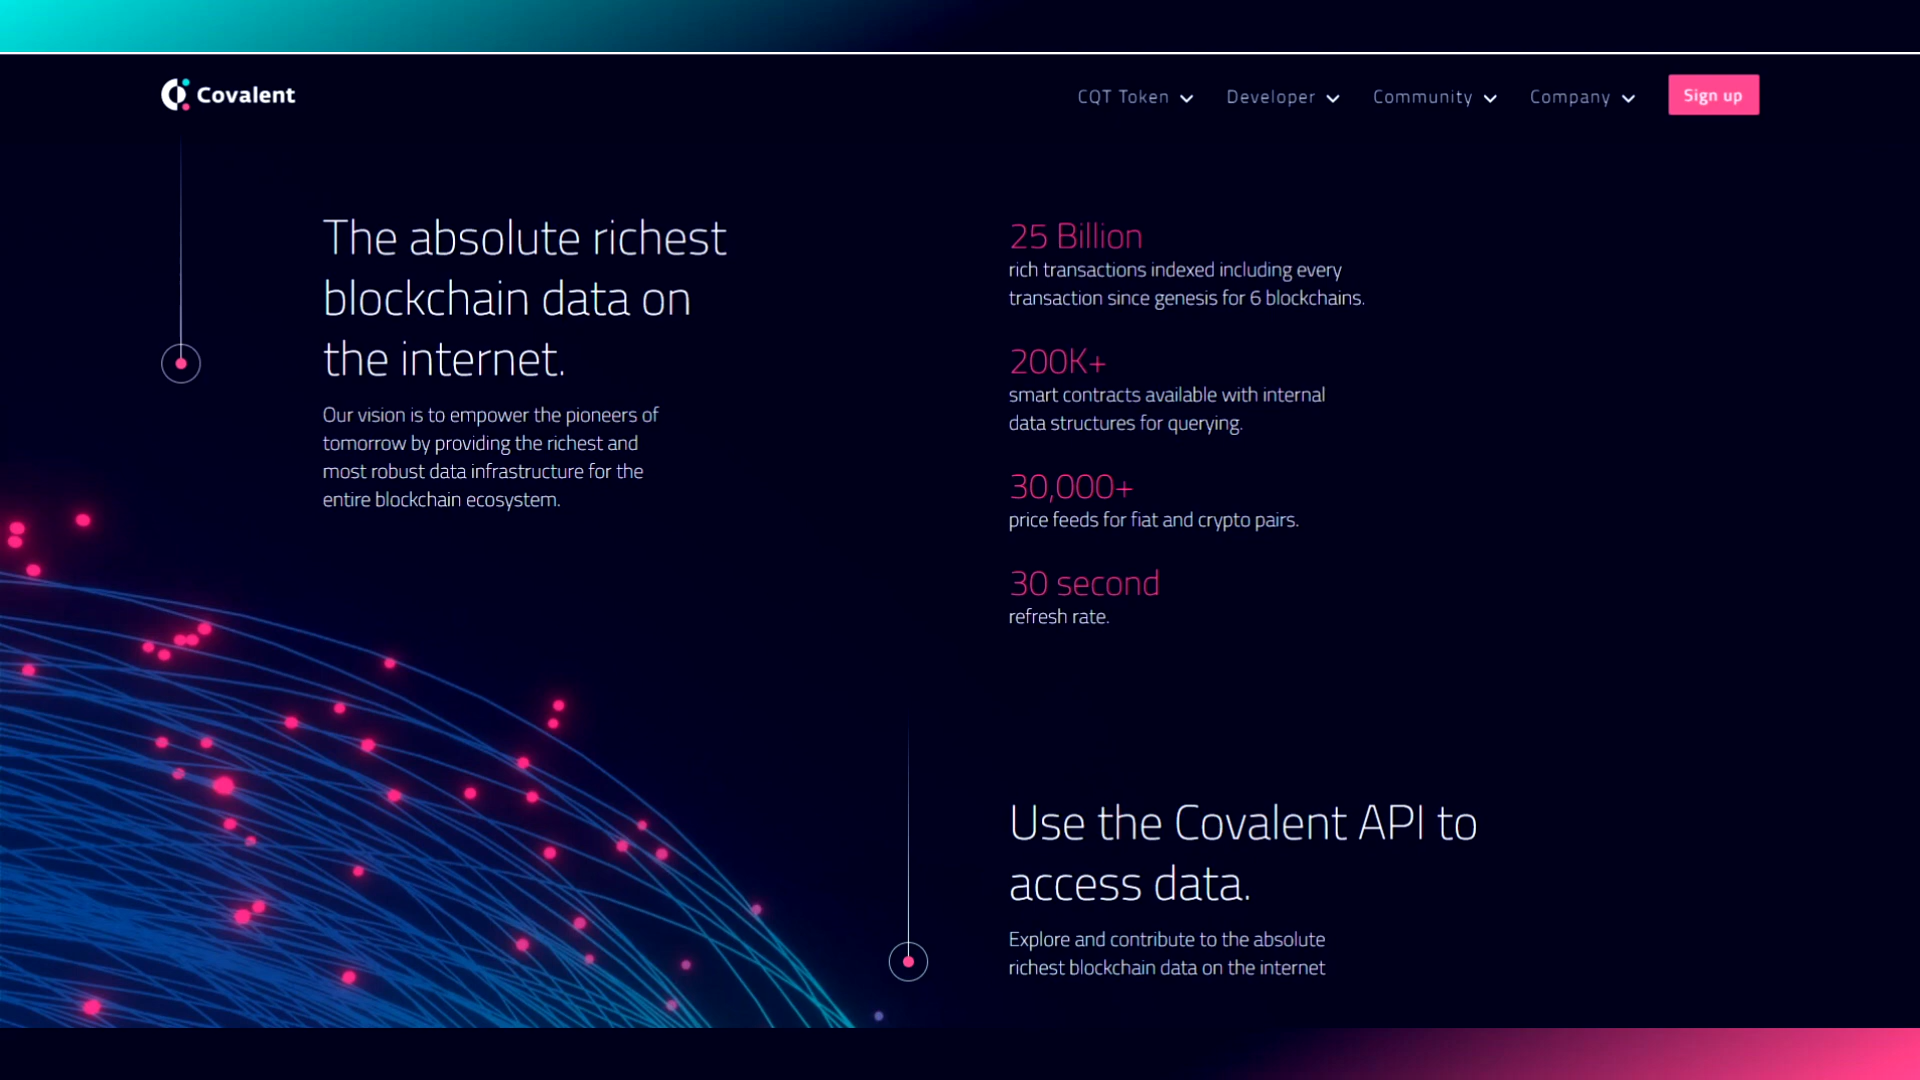 Covalent
CQT Token
Developer
Community
Company
Sign up
The absolute richest
blockchain data on
the internet.
Our vision is to empower the pioneers of
tomorrow by providing the richest and
most robust data infrastructure for the
entire blockchain ecosystem.
25 Billion
rich transactions indexed including every
transaction since genesis for 6 blockchains.
200K+
smart contracts available with internal
data structures for querying.
30,000+
price feeds for fiat and crypto pairs.
30 second
refresh rate.
Use the Covalent API to
access data.
Explore and contribute to the absolute
richest blockchain data on the internet